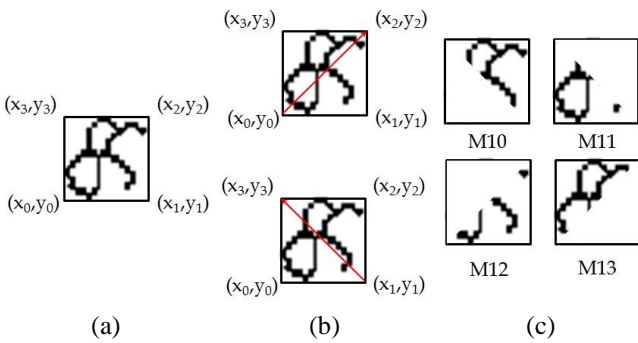 (x3,y3) (x2,y2)
(x0,y0) (x1,y1)
(x3,y3) (x2,y2)
(x0,y0) (x1,y1)
(x3,y3) (x2,y2)
(x0,y0) (x1,y1)
M10 M11
M12 M13
(a) (b) (c)